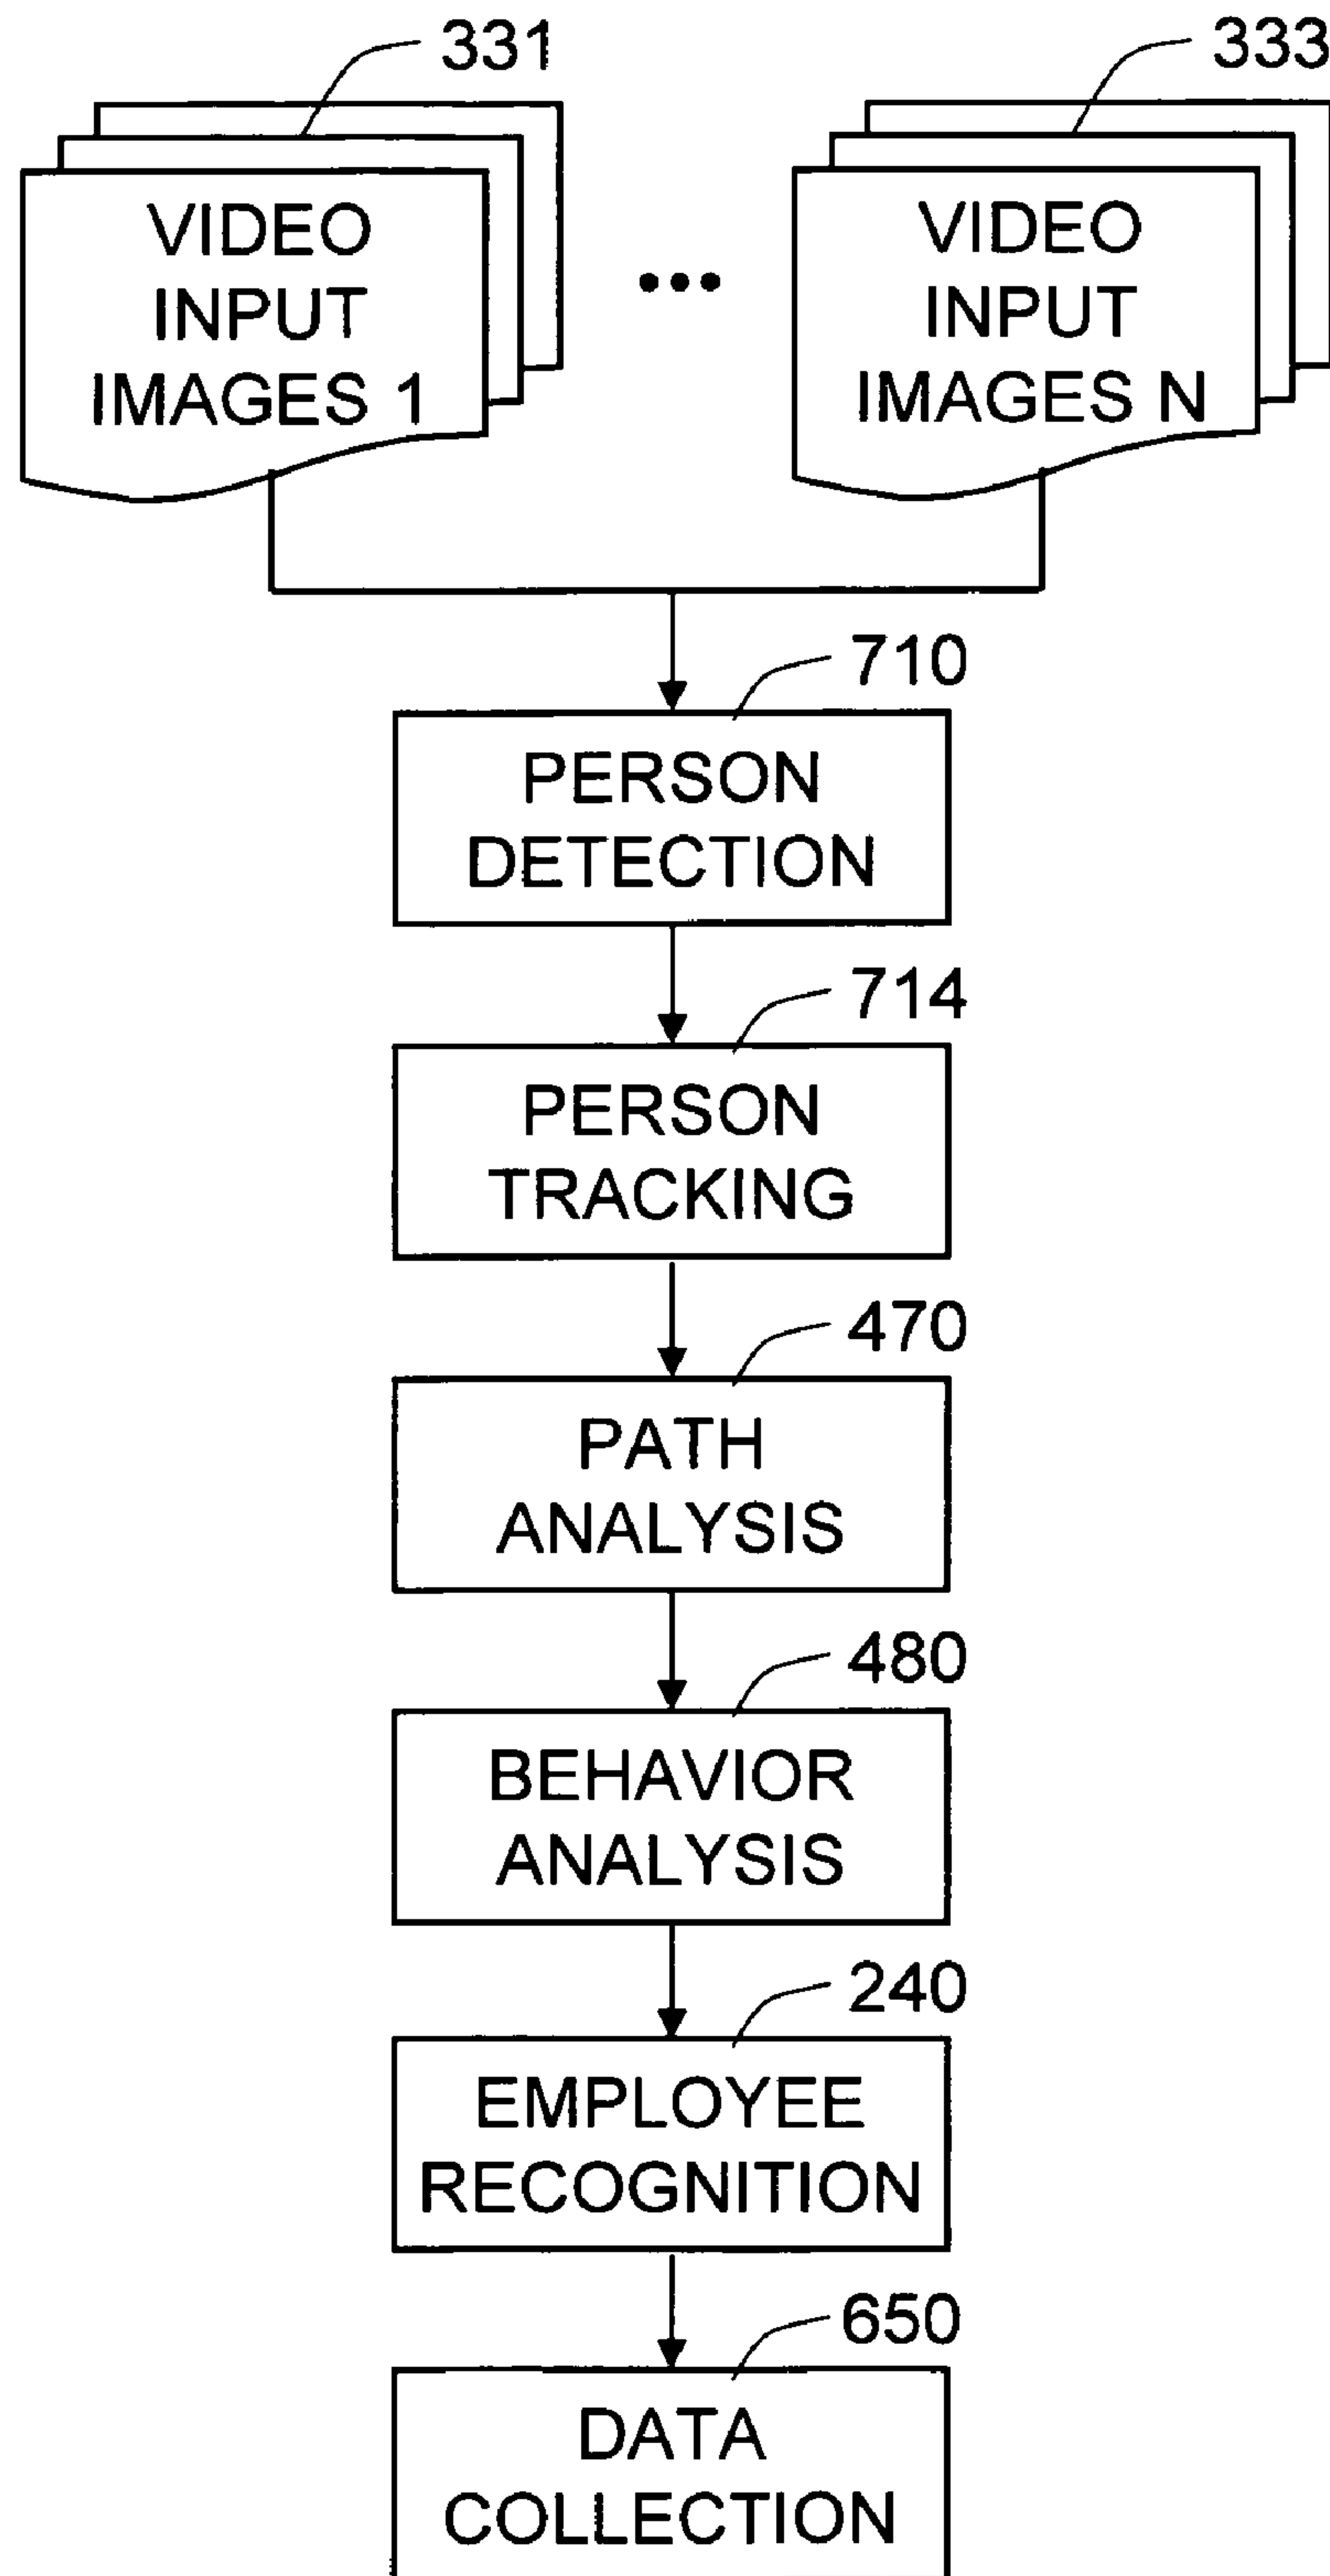 331
333
VIDEO
INPUT
IMAGES 1
...
VIDEO
INPUT
IMAGES N
710
PERSON
DETECTION
714
PERSON
TRACKING
470
PATH
ANALYSIS
480
BEHAVIOR
ANALYSIS
240
EMPLOYEE
RECOGNITION
650
DATA
COLLECTION